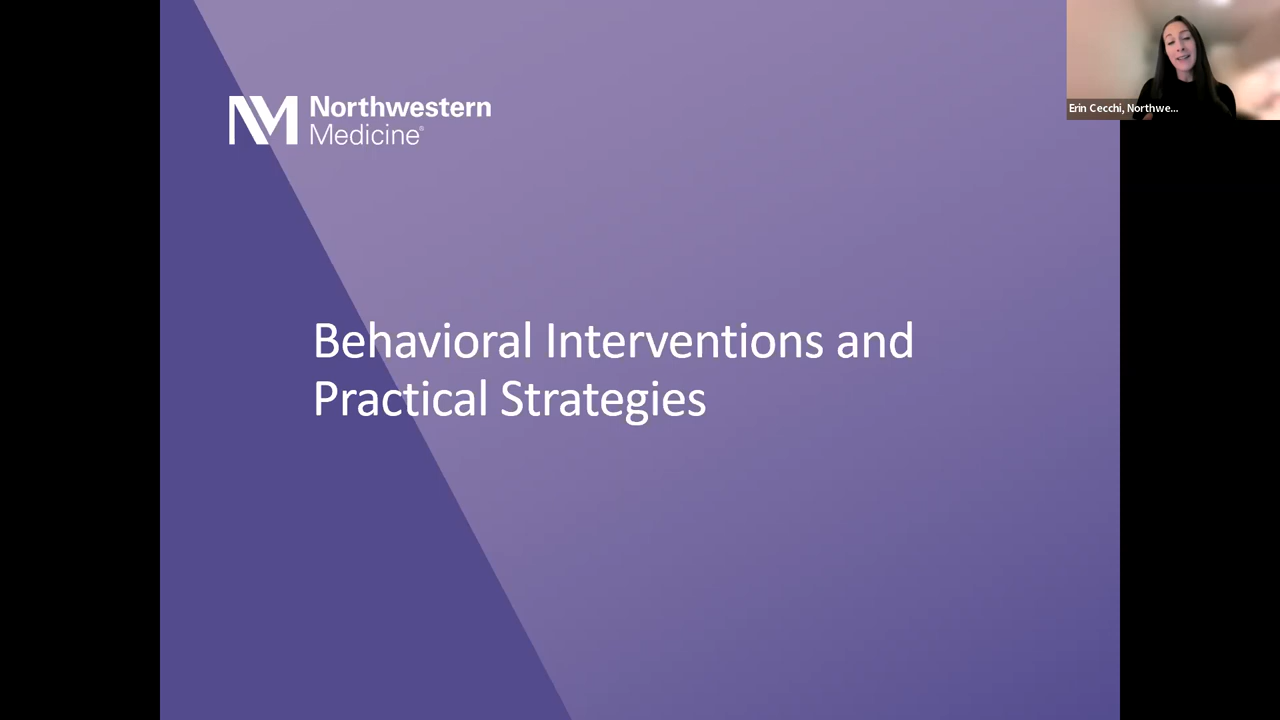 Northwestern
Medicine®
Erin Cecchi, Northwe...
Behavioral Interventions and
Practical Strategies